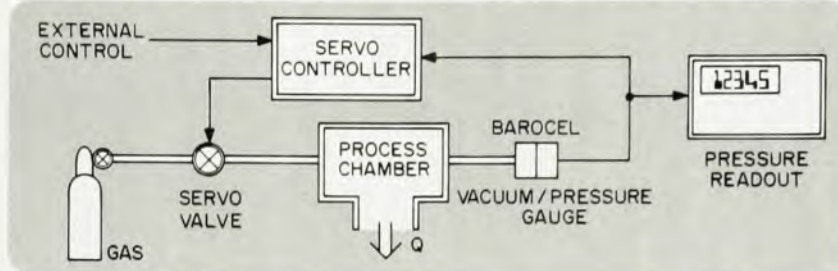 EXTERNAL
CONTROL
SERVO
CONTROLLER
12345
PRESSURE
READOUT
BAROCEL
VACUUM/PRESSURE
GAUGE
PROCESS
CHAMBER
Q
SERVO
VALVE
GAS